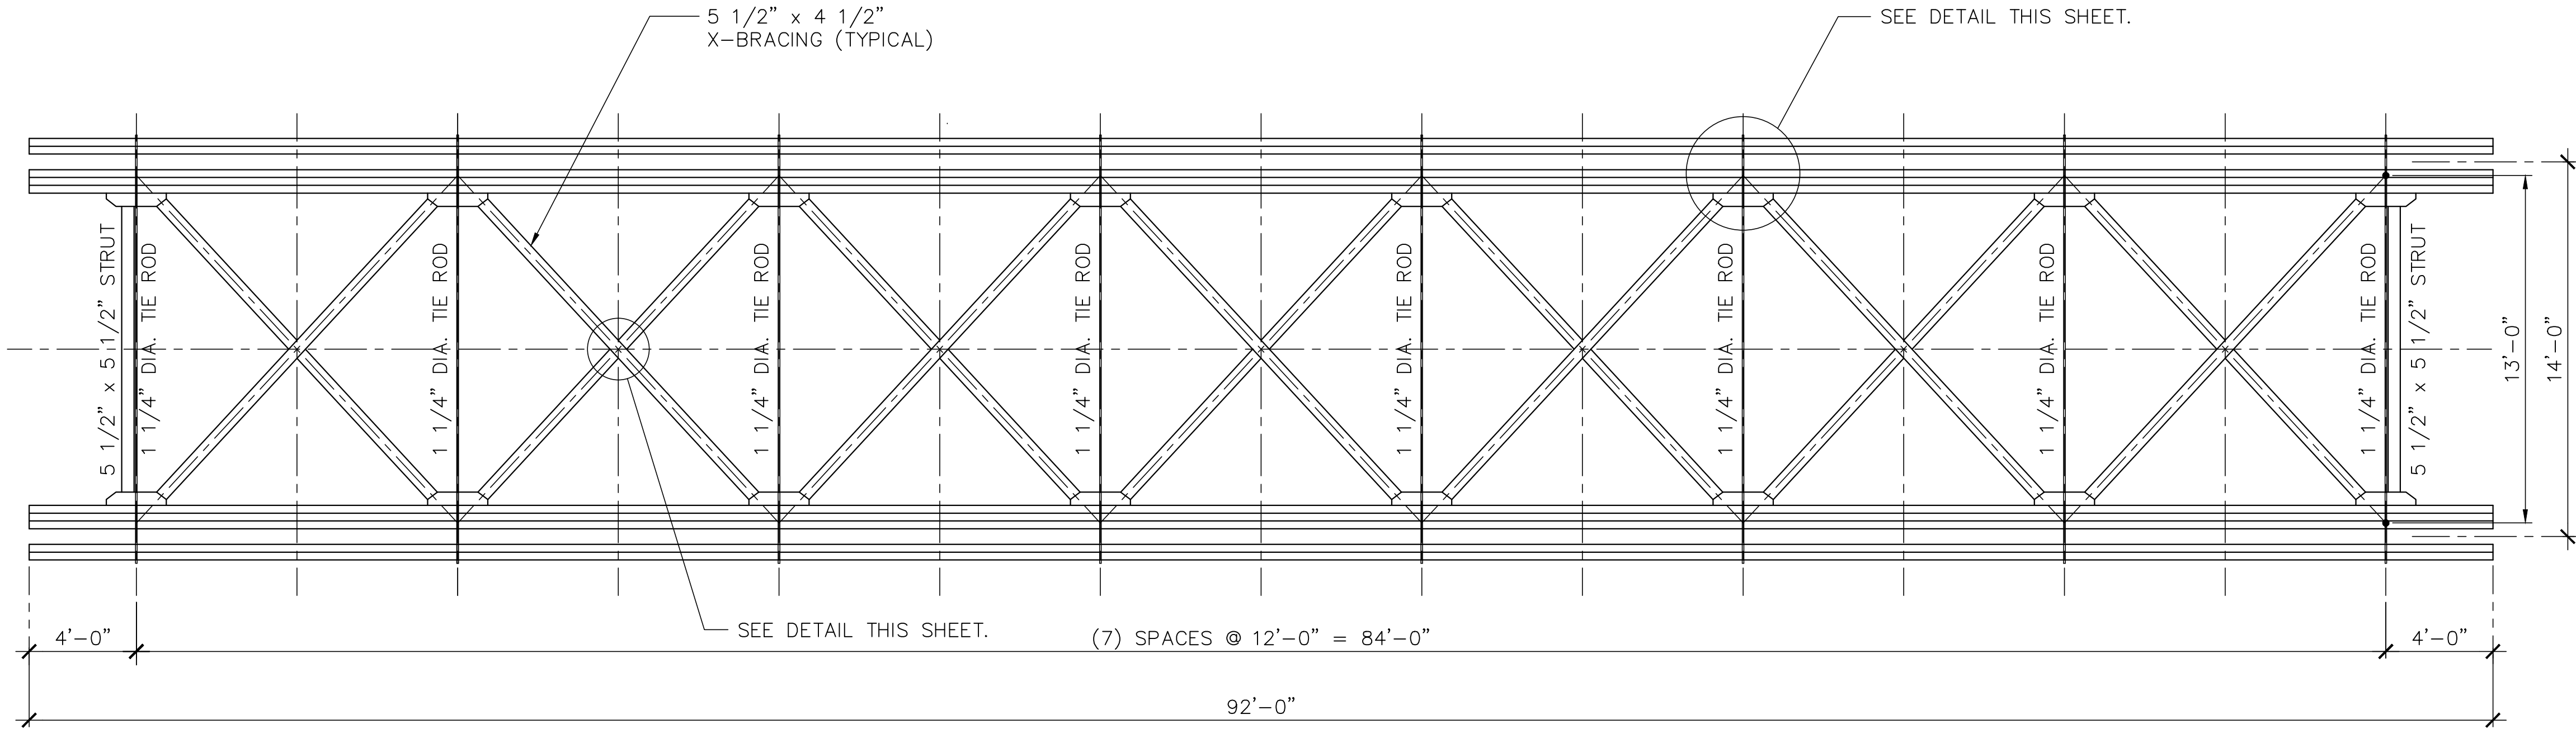 5 1/2" x 4 1/2"
X-BRACING (TYPICAL)
SEE DETAIL THIS SHEET.
5 1/2" x 5 1/2" STRUT
1 1/4" DIA. TIE ROD
1 1/4" DIA. TIE ROD
1 1/4" DIA. TIE ROD
1 1/4" DIA. TIE ROD
1 1/4" DIA. TIE ROD
1 1/4" DIA. TIE ROD
1 1/4" DIA. TIE ROD
1 1/4" DIA. TIE ROD
5 1/2" x 5 1/2" STRUT
13'-0"
14'-0"
SEE DETAIL THIS SHEET.
4'-0"
(7) SPACES @ 12'-0" = 84'-0"
4'-0"
92'-0"